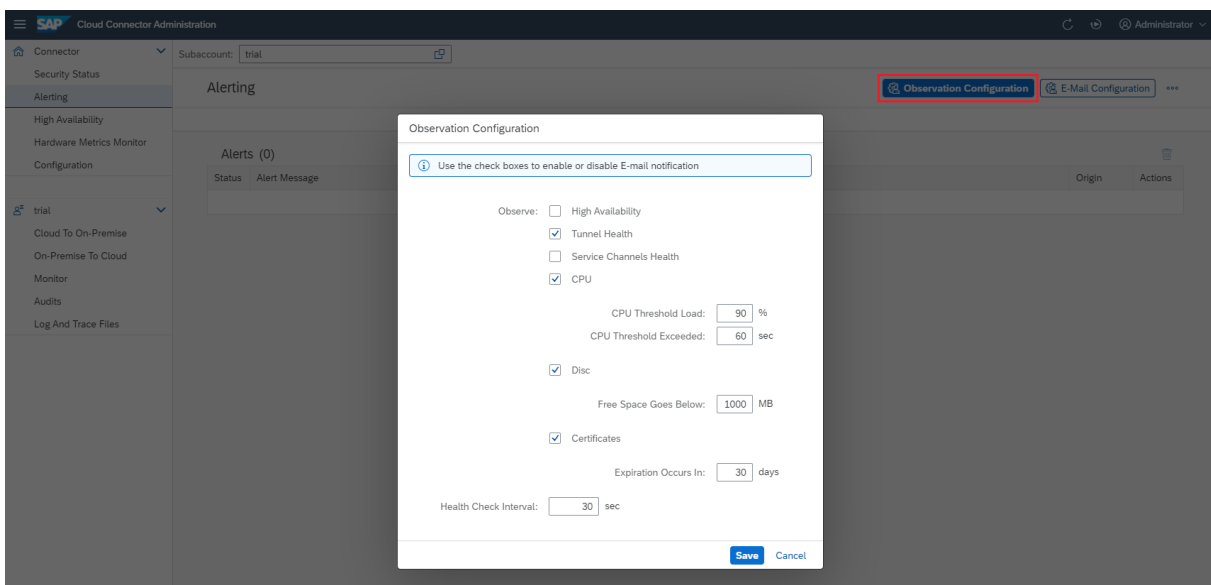 SAP Cloud Connector Administration
Administrator
Connector
Security Status
Alerting
High Availability
Hardware Metrics Monitor
Configuration
trial
Cloud To On-Premise
On-Premise To Cloud
Monitor
Audits
Log And Trace Files
Subaccount: trial
Alerting
Observation Configuration
E-Mail Configuration
Alerts (0)
Status Alert Message Origin Actions
Observation Configuration
Use the check boxes to enable or disable E-mail notification
Observe: High Availability
Tunnel Health
Service Channels Health
CPU
CPU Threshold Load: 90 %
CPU Threshold Exceeded: 60 sec
Disc
Free Space Goes Below: 1000 MB
Certificates
Expiration Occurs In: 30 days
Health Check Interval: 30 sec
Save Cancel